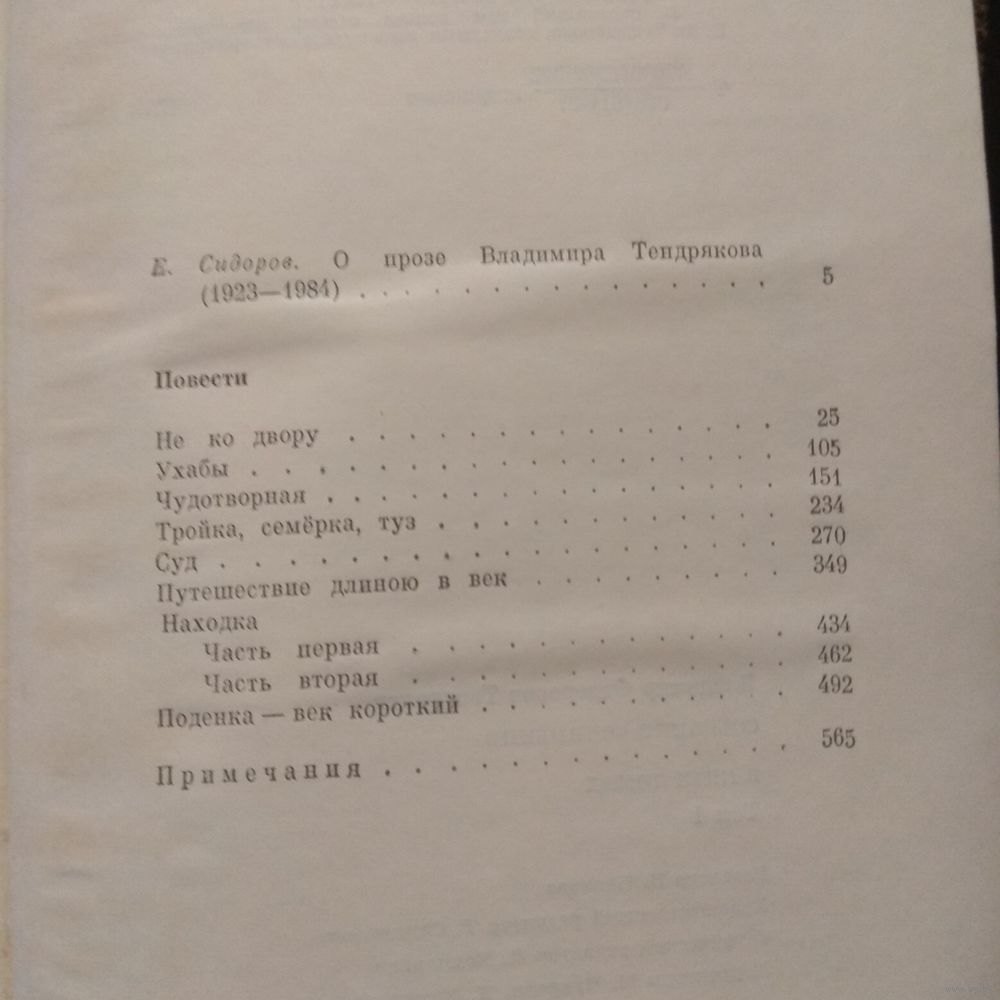 Е. Сидоров. О прозе Владимира Тендрякова
(1923—1984) . . . . . . . . . . . . . . . . 5
Повести
Не ко двору . . . . . . . . . . . . . . . 25
Ухабы . . . . . . . . . . . . . . . . . 105
Чудотворная . . . . . . . . . . . . . . . 151
Тройка, семёрка, туз . . . . . . . . . . . 234
Суд . . . . . . . . . . . . . . . . . . 270
Путешествие длиною в век . . . . . . . . 349
Находка
Часть первая . . . . . . . . . . . . 434
Часть вторая . . . . . . . . . . . . 462
Поденка — век короткий . . . . . . . . . . 492
Примечания . . . . . . . . . . . . . 565